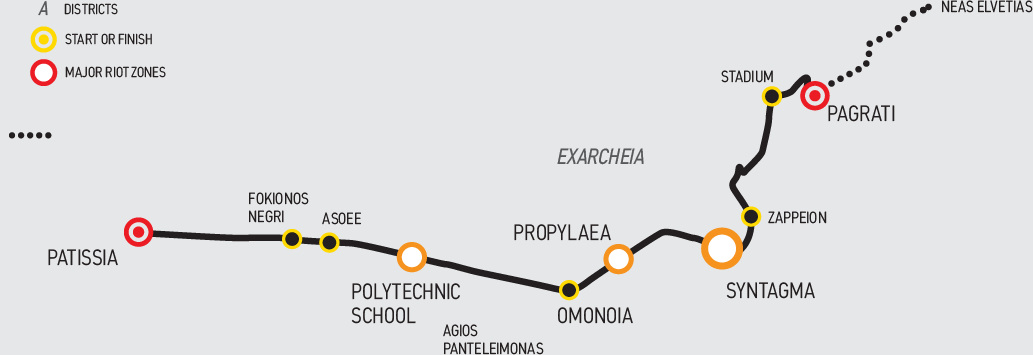 A DISTRICTS
START OR FINISH
MAJOR RIOT ZONES
NEAS ELVETIAS
STADIUM
PAGRATI
EXARCHEIA
FOKIONOS
NEGRI
ASOEE
ZAPPEION
PROPYLAEA
PATISSIA
POLYTECHNIC
SCHOOL
OMONOIA
SYNTAGMA
AGIOS
PANTELEIMONAS